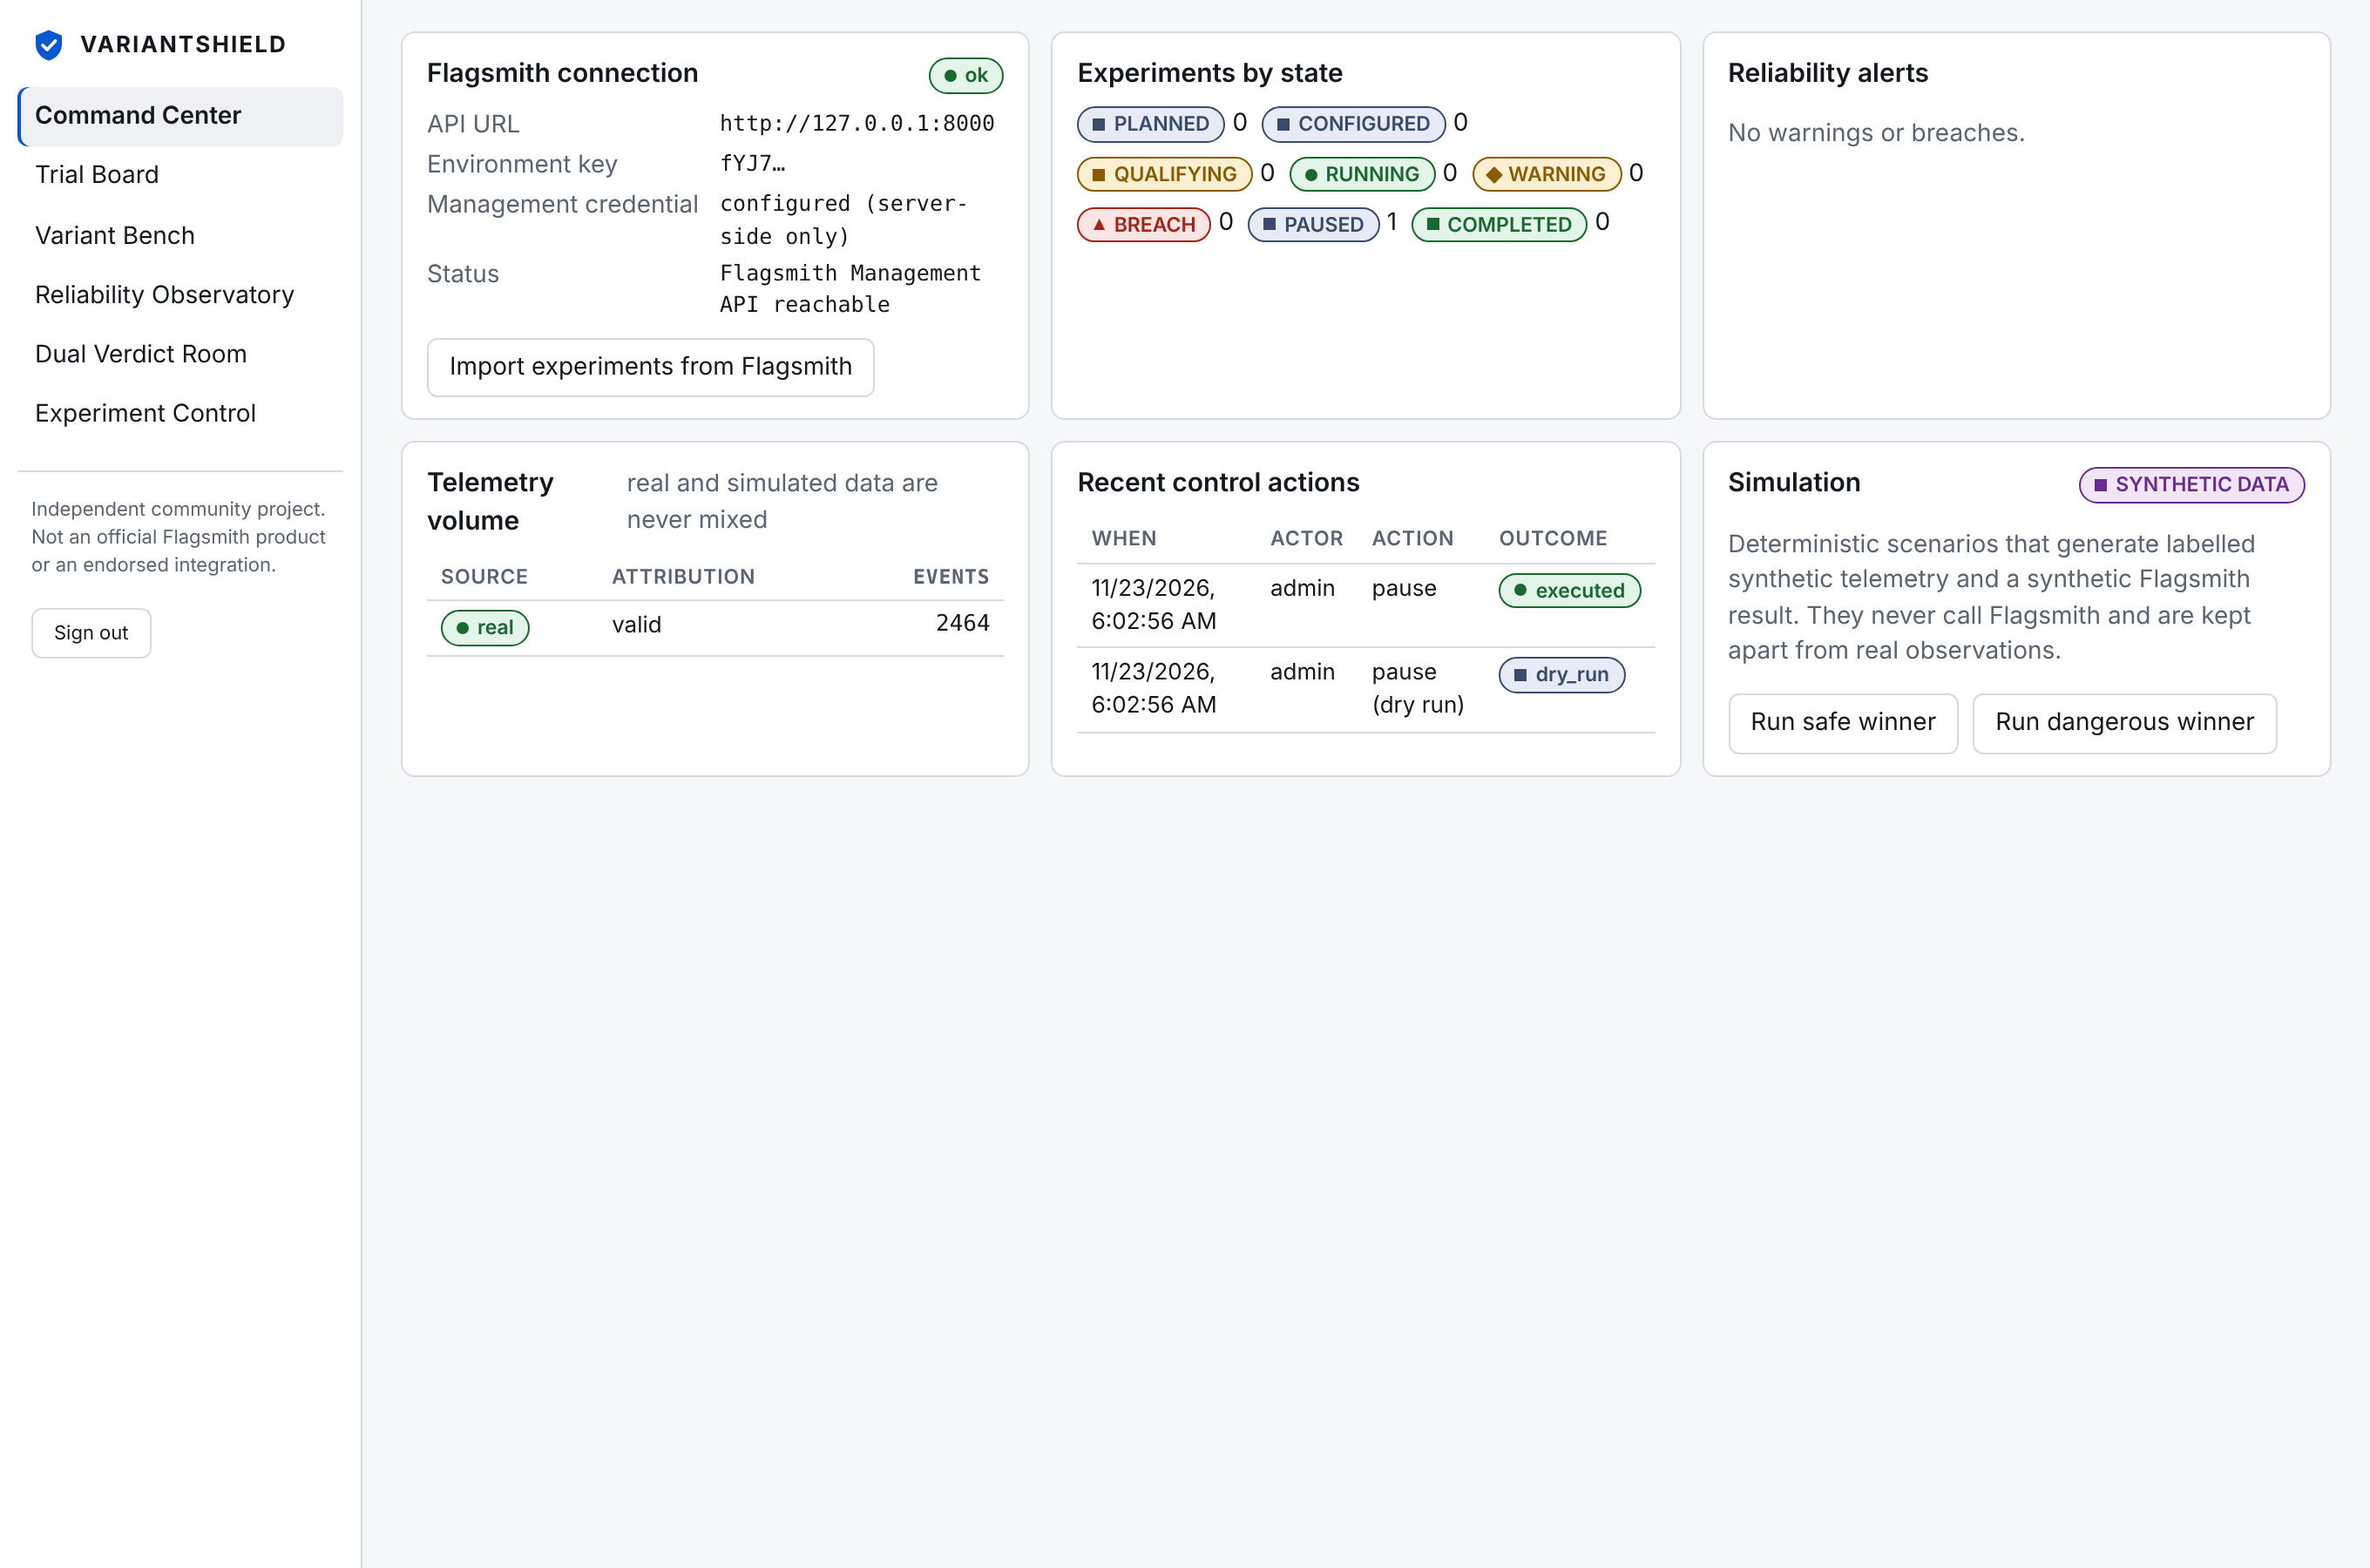 VARIANTSHIELD
Command Center
Trial Board
Variant Bench
Reliability Observatory
Dual Verdict Room
Experiment Control
Independent community project.
Not an official Flagsmith product
or an endorsed integration.
Sign out
Flagsmith connection
ok
API URL http://127.0.0.1:8000
Environment key fYJ7…
Management credential configured (server-
side only)
Status Flagsmith Management
API reachable
Import experiments from Flagsmith
Experiments by state
PLANNED 0 CONFIGURED 0
QUALIFYING 0 RUNNING 0 WARNING 0
BREACH 0 PAUSED 1 COMPLETED 0
Reliability alerts
No warnings or breaches.
Telemetry
volume
real and simulated data are
never mixed
SOURCE ATTRIBUTION EVENTS
real valid 2464
Recent control actions
WHEN ACTOR ACTION OUTCOME
11/23/2026, admin pause executed
6:02:56 AM
11/23/2026, admin pause dry_run
6:02:56 AM (dry run)
Simulation
SYNTHETIC DATA
Deterministic scenarios that generate labelled
synthetic telemetry and a synthetic Flagsmith
result. They never call Flagsmith and are kept
apart from real observations.
Run safe winner Run dangerous winner